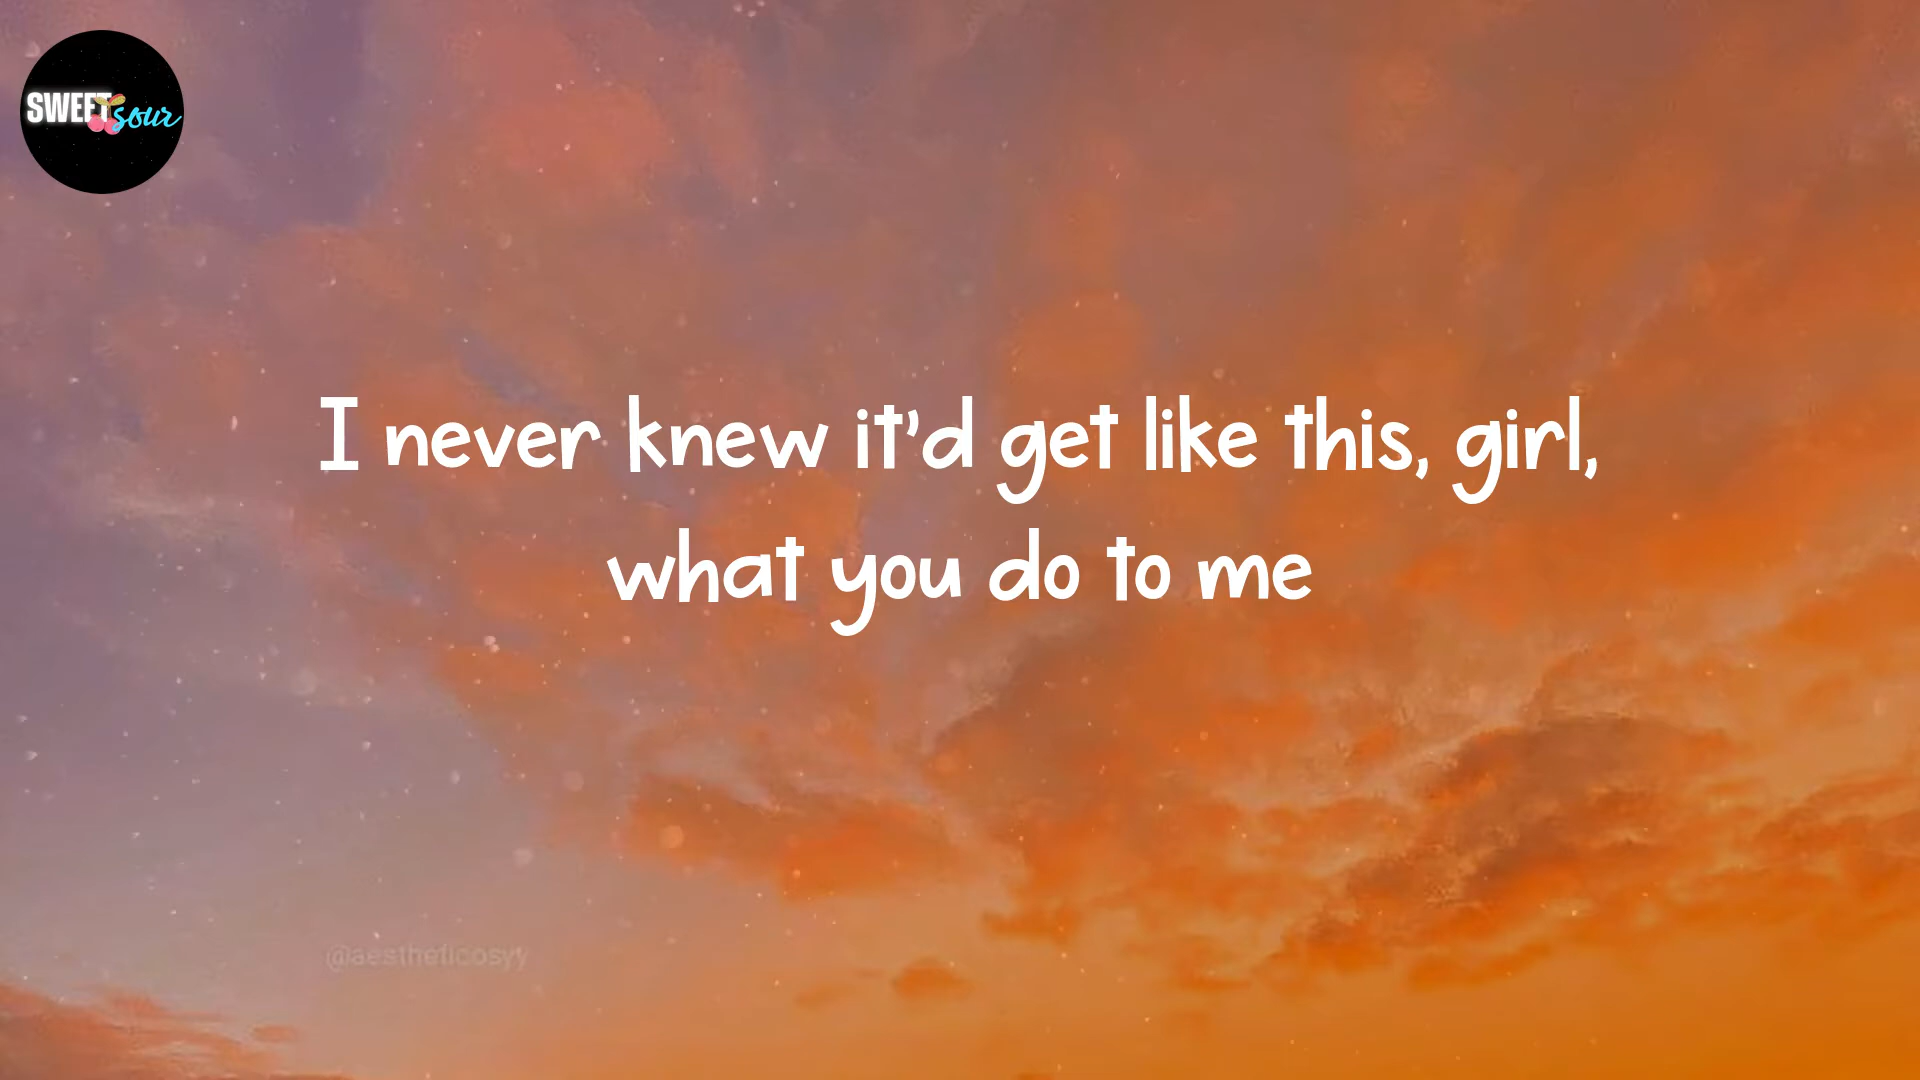 SWEET sour
I never knew it'd get like this, girl,
what you do to me
@aestheticosyy